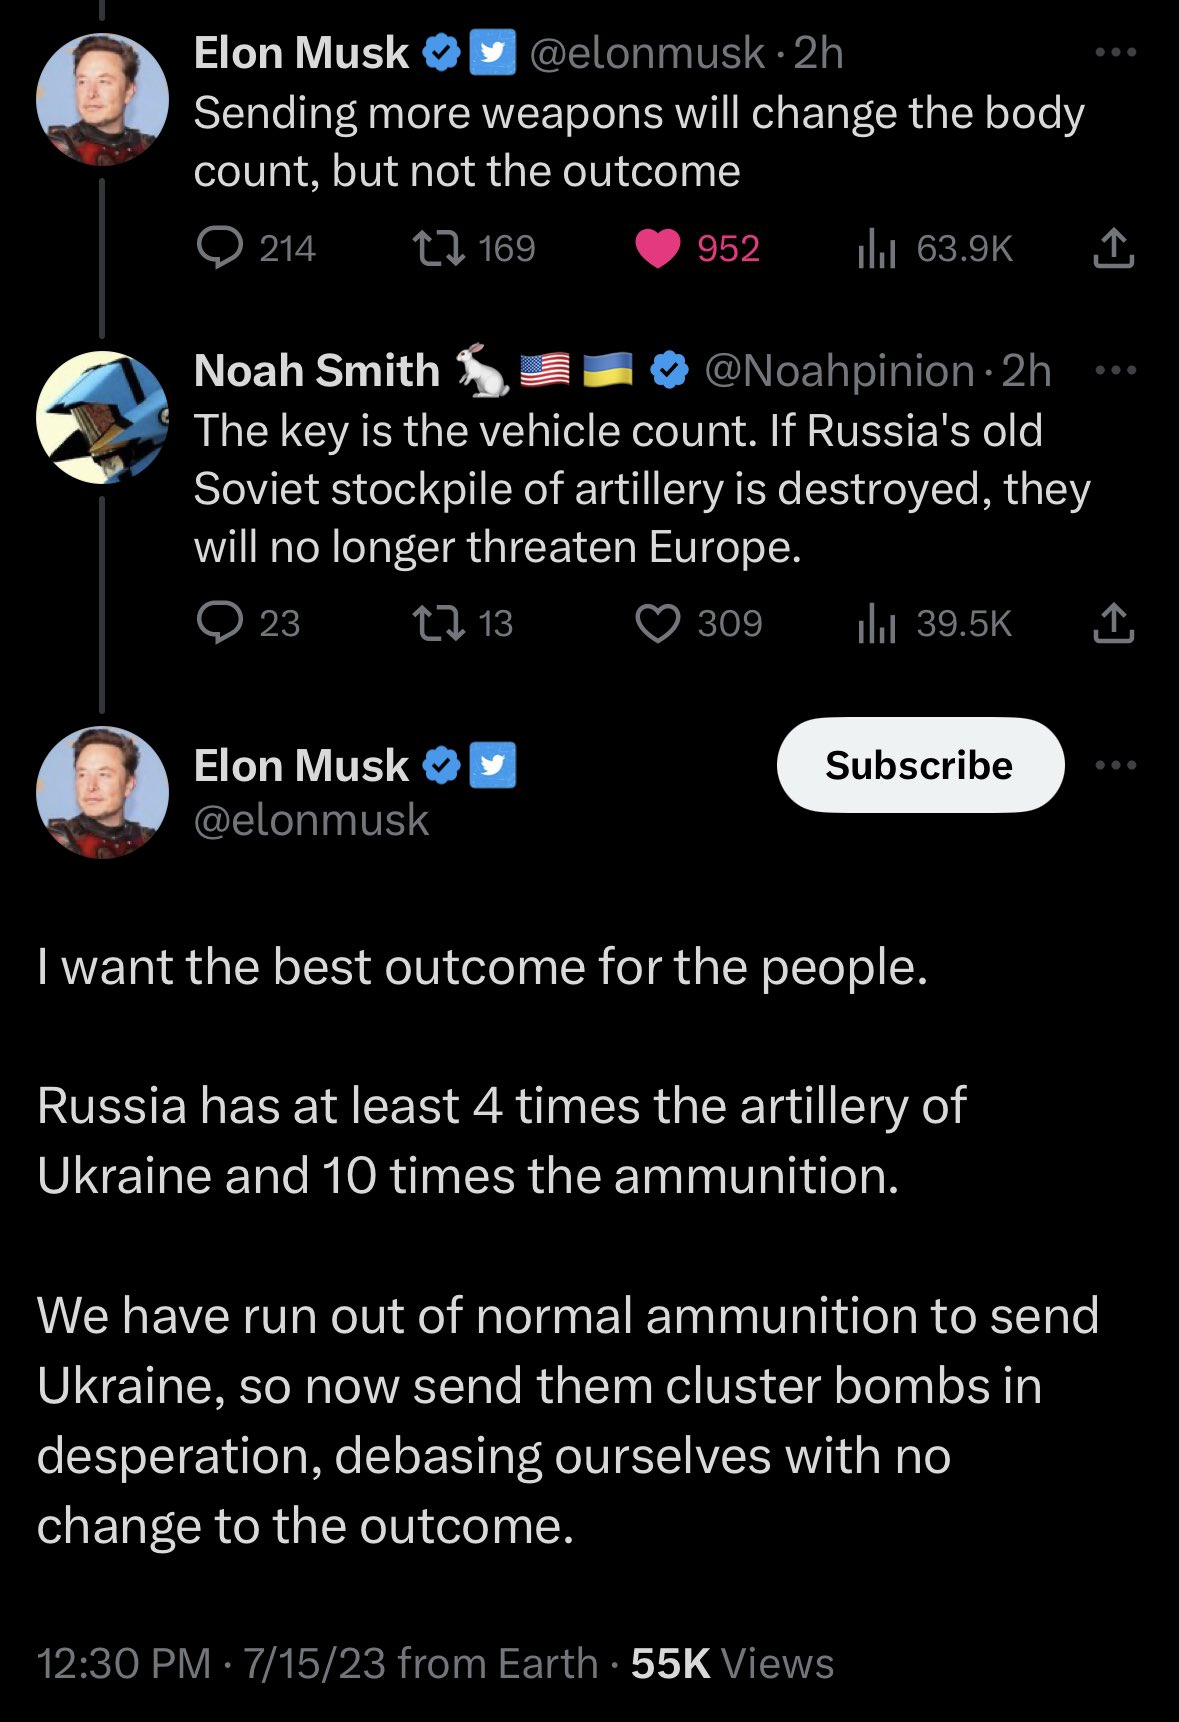 Elon Musk @elonmusk · 2h
Sending more weapons will change the body
count, but not the outcome
214 169 952 63.9K
Noah Smith @Noahpinion · 2h
The key is the vehicle count. If Russia's old
Soviet stockpile of artillery is destroyed, they
will no longer threaten Europe.
23 13 309 39.5K
Elon Musk
@elonmusk
Subscribe
I want the best outcome for the people.
Russia has at least 4 times the artillery of
Ukraine and 10 times the ammunition.
We have run out of normal ammunition to send
Ukraine, so now send them cluster bombs in
desperation, debasing ourselves with no
change to the outcome.
12:30 PM · 7/15/23 from Earth · 55K Views